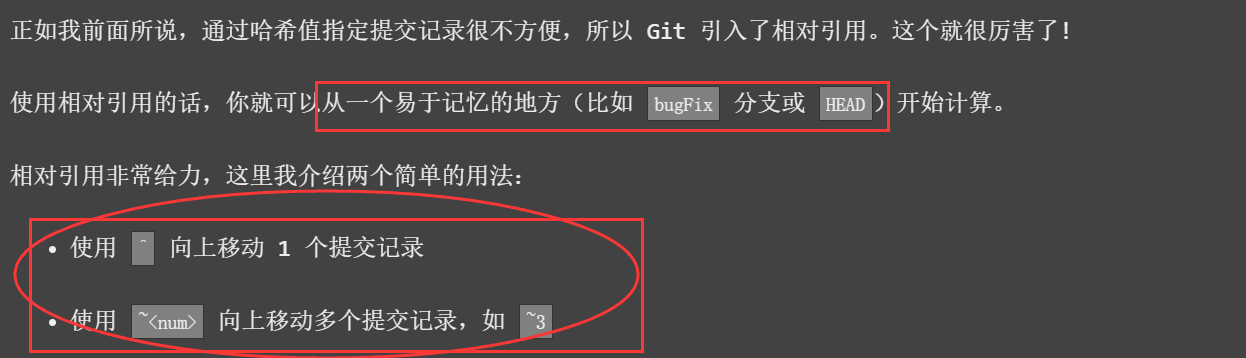 正如我前面所说，通过哈希值指定提交记录很不方便，所以 Git 引入了相对引用。这个就很厉害了!
使用相对引用的话，你就可以从一个易于记忆的地方（比如 bugFix 分支或 HEAD）开始计算。
相对引用非常给力，这里我介绍两个简单的用法：
• 使用 ^ 向上移动 1 个提交记录
• 使用 ~<num> 向上移动多个提交记录，如 ~3